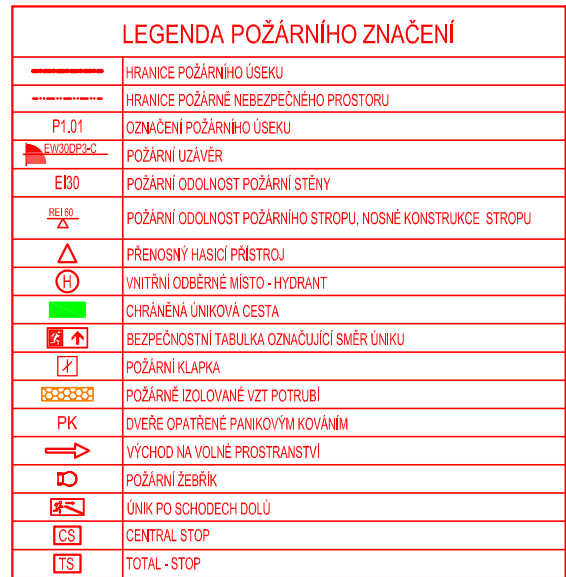 LEGENDA POŽÁRNÍHO ZNAČENÍ
HRANICE POŽÁRNÍHO ÚSEKU
HRANICE POŽÁRNĚ NEBEZPEČNÉHO PROSTORU
P1.01 OZNAČENÍ POŽÁRNÍHO ÚSEKU
EW30DP3-C POŽÁRNÍ UZÁVĚR
EI30 POŽÁRNÍ ODOLNOST POŽÁRNÍ STĚNY
REI 60 POŽÁRNÍ ODOLNOST POŽÁRNÍHO STROPU, NOSNÉ KONSTRUKCE STROPU
PŘENOSNÝ HASICÍ PŘÍSTROJ
H VNITŘNÍ ODBĚRNÉ MÍSTO - HYDRANT
CHRÁNĚNÁ ÚNIKOVÁ CESTA
BEZPEČNOSTNÍ TABULKA OZNAČUJÍCÍ SMĚR ÚNIKU
POŽÁRNÍ KLAPKA
POŽÁRNĚ IZOLOVANÉ VZT POTRUBÍ
PK DVEŘE OPATŘENÉ PANIKOVÝM KOVÁNÍM
VÝCHOD NA VOLNÉ PROSTRANSTVÍ
POŽÁRNÍ ŽEBŘÍK
ÚNIK PO SCHODECH DOLŮ
CS CENTRAL STOP
TS TOTAL - STOP